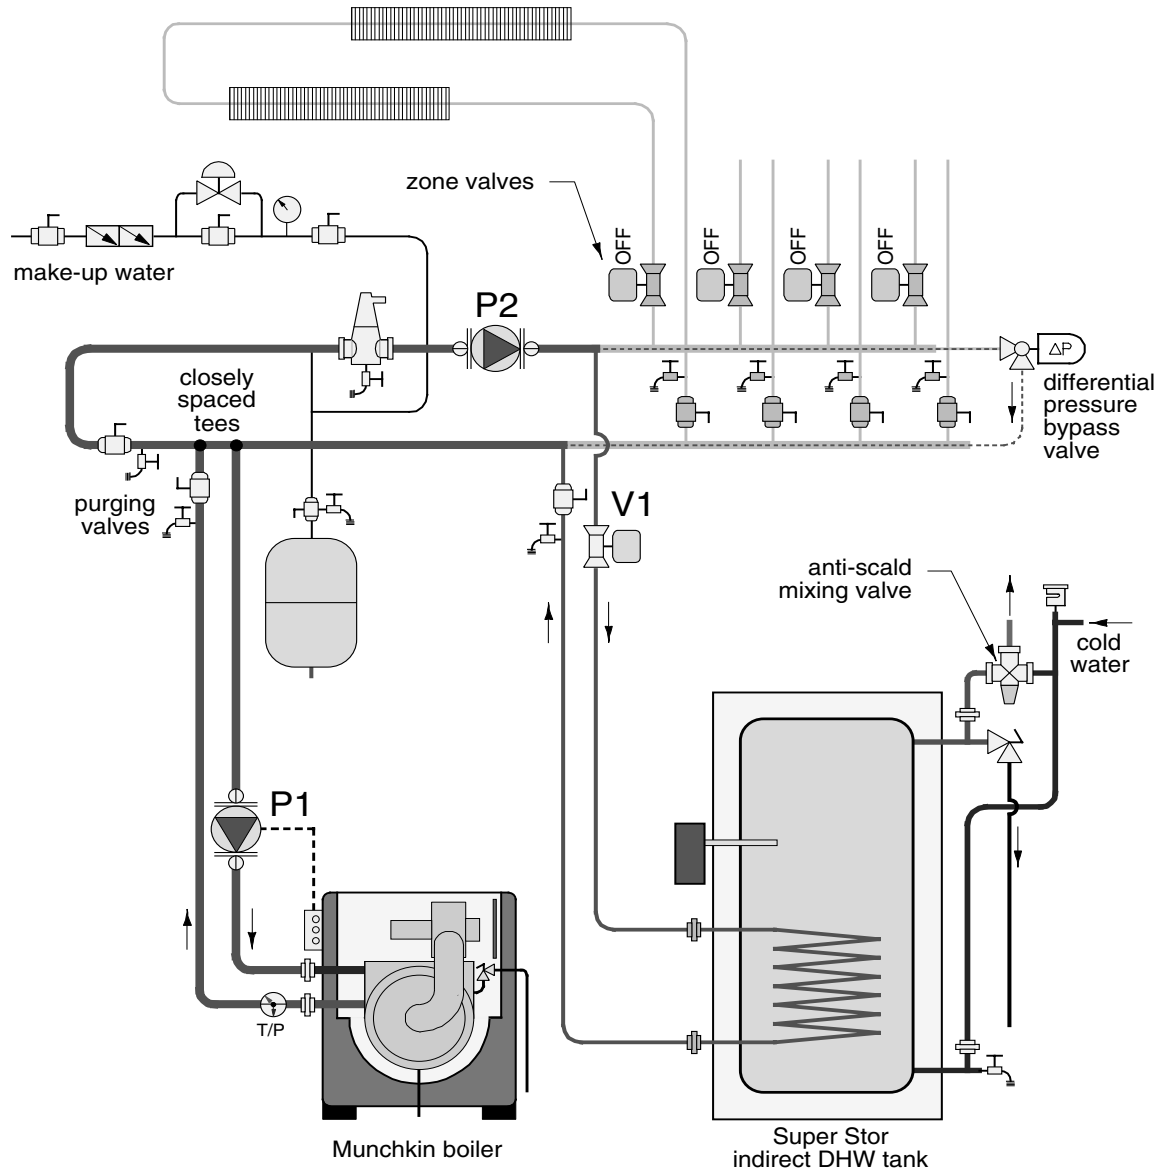 zone valves
OFF
OFF
OFF
OFF
make-up water
P2
ΔP
closely
spaced
tees
differential
pressure
bypass
valve
purging
valves
V1
anti-scald
mixing valve
cold
water
P1
T/P
Munchkin boiler
Super Stor
indirect DHW tank